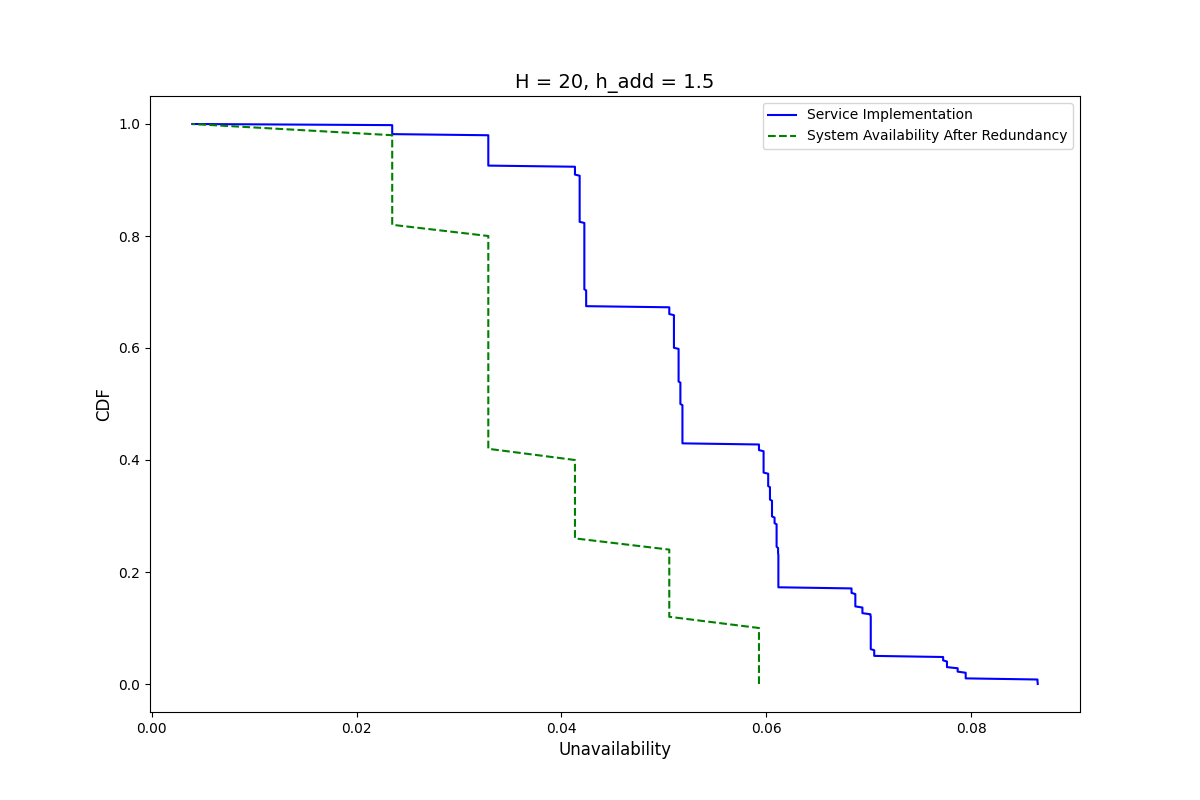 H = 20, h_add = 1.5
Service Implementation
System Availability After Redundancy
1.0
0.8
0.6
0.4
0.2
0.0
CDF
0.00 0.02 0.04 0.06 0.08
Unavailability